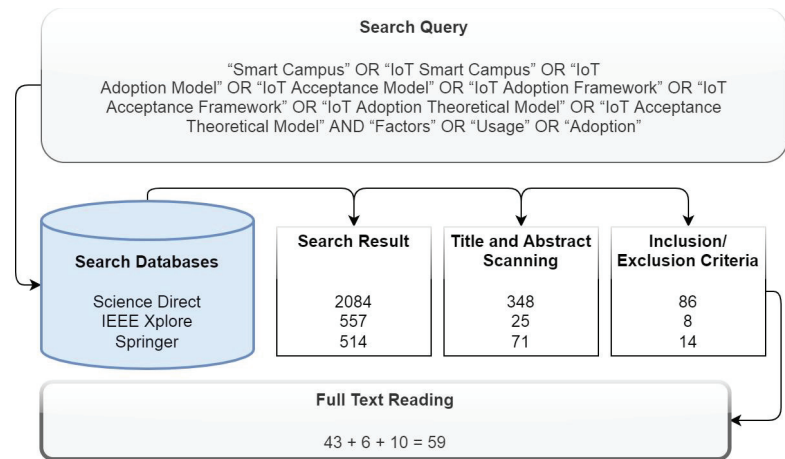 Search Query
“Smart Campus” OR “IoT Smart Campus” OR “IoT
Adoption Model” OR “IoT Acceptance Model” OR “IoT Adoption Framework” OR “IoT
Acceptance Framework” OR “IoT Adoption Theoretical Model” OR “IoT Acceptance
Theoretical Model” AND “Factors” OR “Usage” OR “Adoption”
Search Databases
Science Direct
IEEE Xplore
Springer
Search Result
2084
557
514
Title and Abstract
Scanning
348
25
71
Inclusion/
Exclusion Criteria
86
8
14
Full Text Reading
43 + 6 + 10 = 59